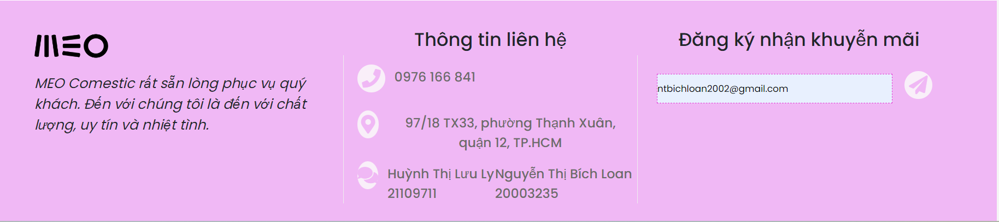 MEO
MEO Comestic rất sẵn lòng phục vụ quý
khách. Đến với chúng tôi là đến với chất
lượng, uy tín và nhiệt tình.
Thông tin liên hệ
0976 166 841
97/18 TX33, phường Thạnh Xuân,
quận 12, TP.HCM
Huỳnh Thị Lưu Ly
21109711
Nguyễn Thị Bích Loan
20003235
Đăng ký nhận khuyễn mãi
ntbichloan2002@gmail.com